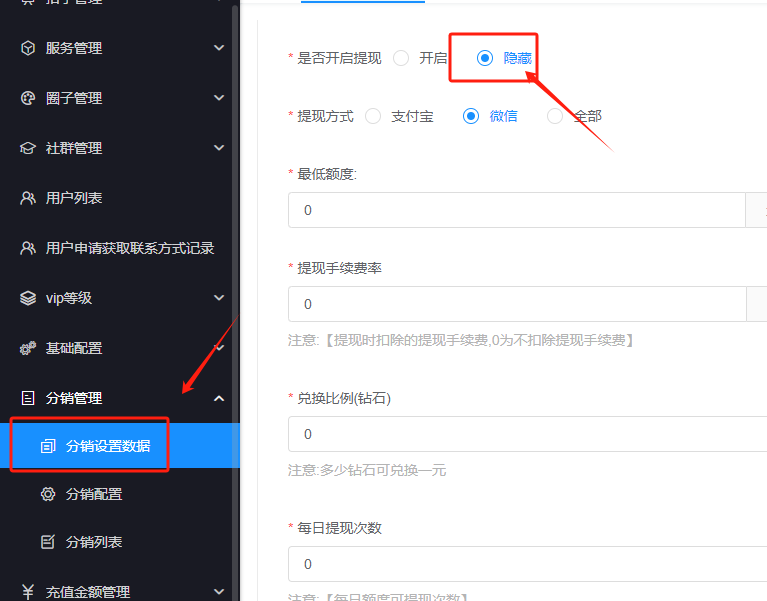 服务管理
圈子管理
社群管理
用户列表
用户申请获取联系方式记录
vip等级
基础配置
分销管理
分销设置数据
分销配置
分销列表
充值金额管理
* 是否开启提现 开启 隐藏
* 提现方式 支付宝 微信 全部
* 最低额度:
0
* 提现手续费率
0
注意:【提现时扣除的提现手续费,0为不扣除提现手续费】
* 兑换比例(钻石)
0
注意:多少钻石可兑换一元
* 每日提现次数
0
注意:【每日额度可提现次数】